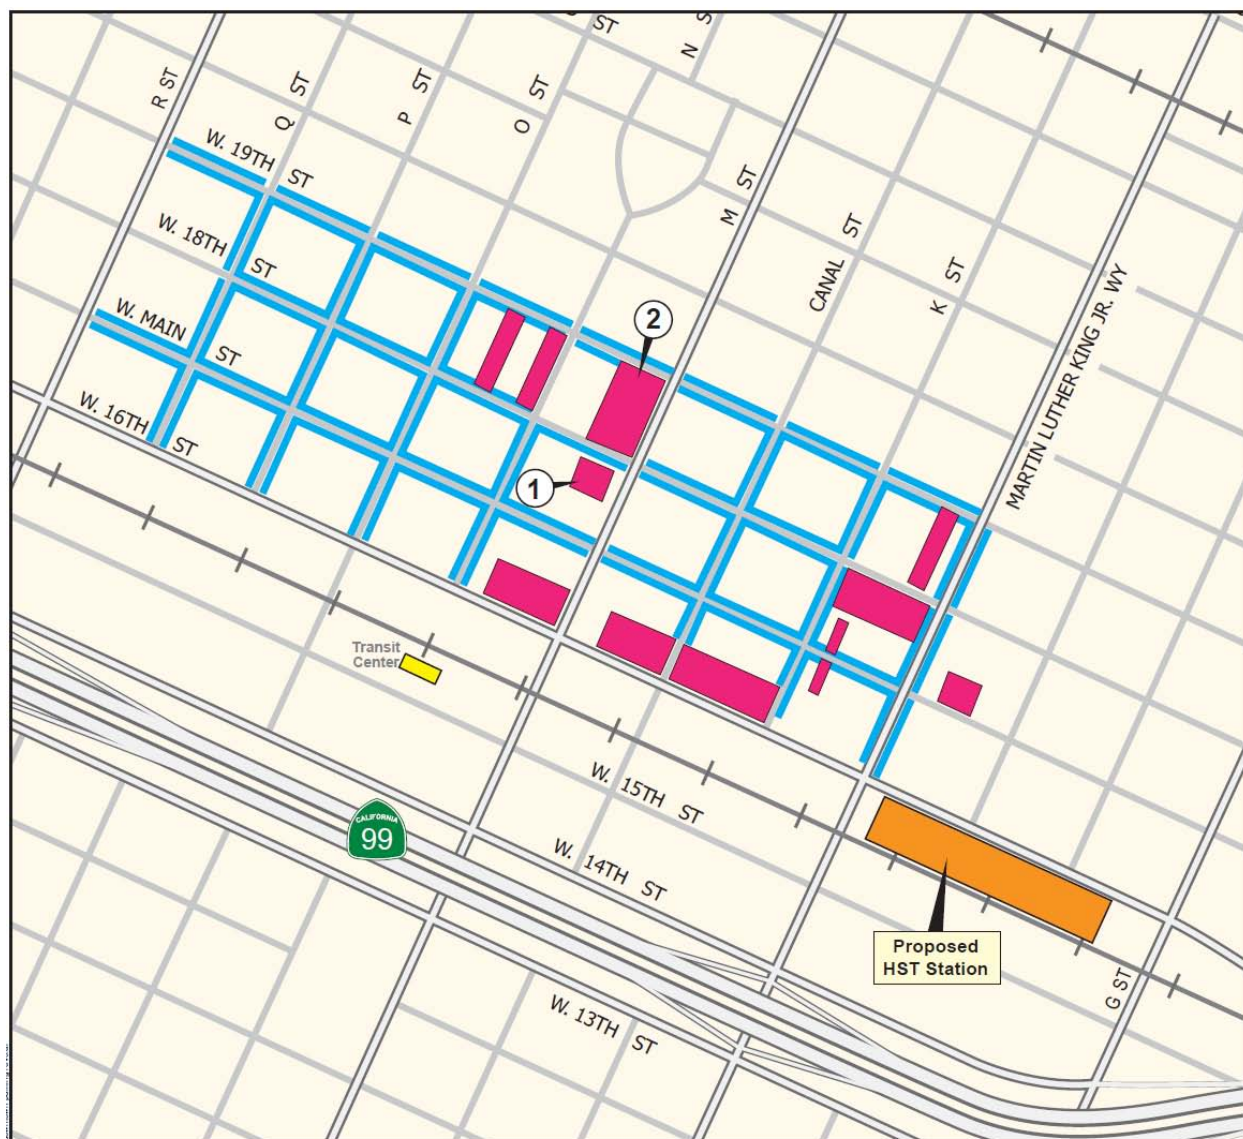 ST
N S
R ST
Q ST
P ST
O ST
M ST
CANAL ST
K ST
MARTIN LUTHER KING JR. WY
W. 19TH ST
W. 18TH ST
W. MAIN ST
W. 16TH ST
2
1
Transit
Center
CALIFORNIA
99
W. 15TH ST
W. 14TH ST
W. 13TH ST
Proposed
HST Station
G ST